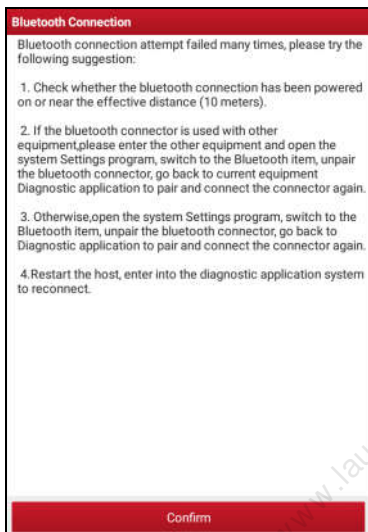 Bluetooth Connection
Bluetooth connection attempt failed many times, please try the
following suggestion:
1. Check whether the bluetooth connection has been powered
on or near the effective distance (10 meters).
2. If the bluetooth connector is used with other
equipment,please enter the other equipment and open the
system Settings program, switch to the Bluetooth item, unpair
the bluetooth connector, go back to current equipment
Diagnostic application to pair and connect the connector again.
3. Otherwise,open the system Settings program, switch to the
Bluetooth item, unpair the bluetooth connector, go back to
Diagnostic application to pair and connect the connector again.
4.Restart the host, enter into the diagnostic application system
to reconnect.
Confirm